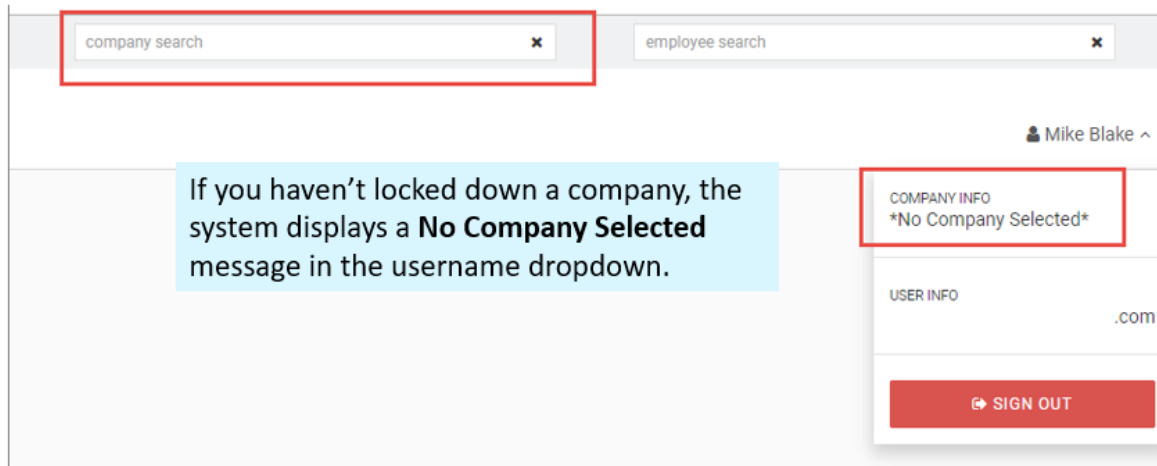 company search
employee search
Mike Blake
If you haven’t locked down a company, the
system displays a No Company Selected
message in the username dropdown.
COMPANY INFO
*No Company Selected*
USER INFO
.com
SIGN OUT